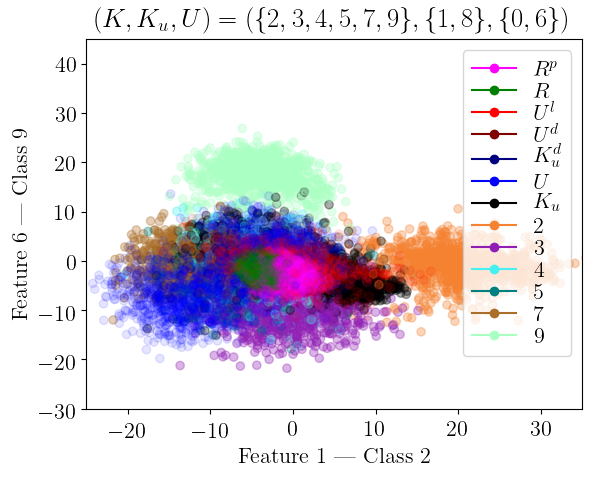 (K, K_u, U) = ({2, 3, 4, 5, 7, 9}, {1, 8}, {0, 6})
Feature 6 — Class 9
40
30
20
10
0
−10
−20
−30
−20
−10
0
10
20
30
Feature 1 — Class 2
R^p
R
U^l
U^d
K_u^d
U
K_u
2
3
4
5
7
9